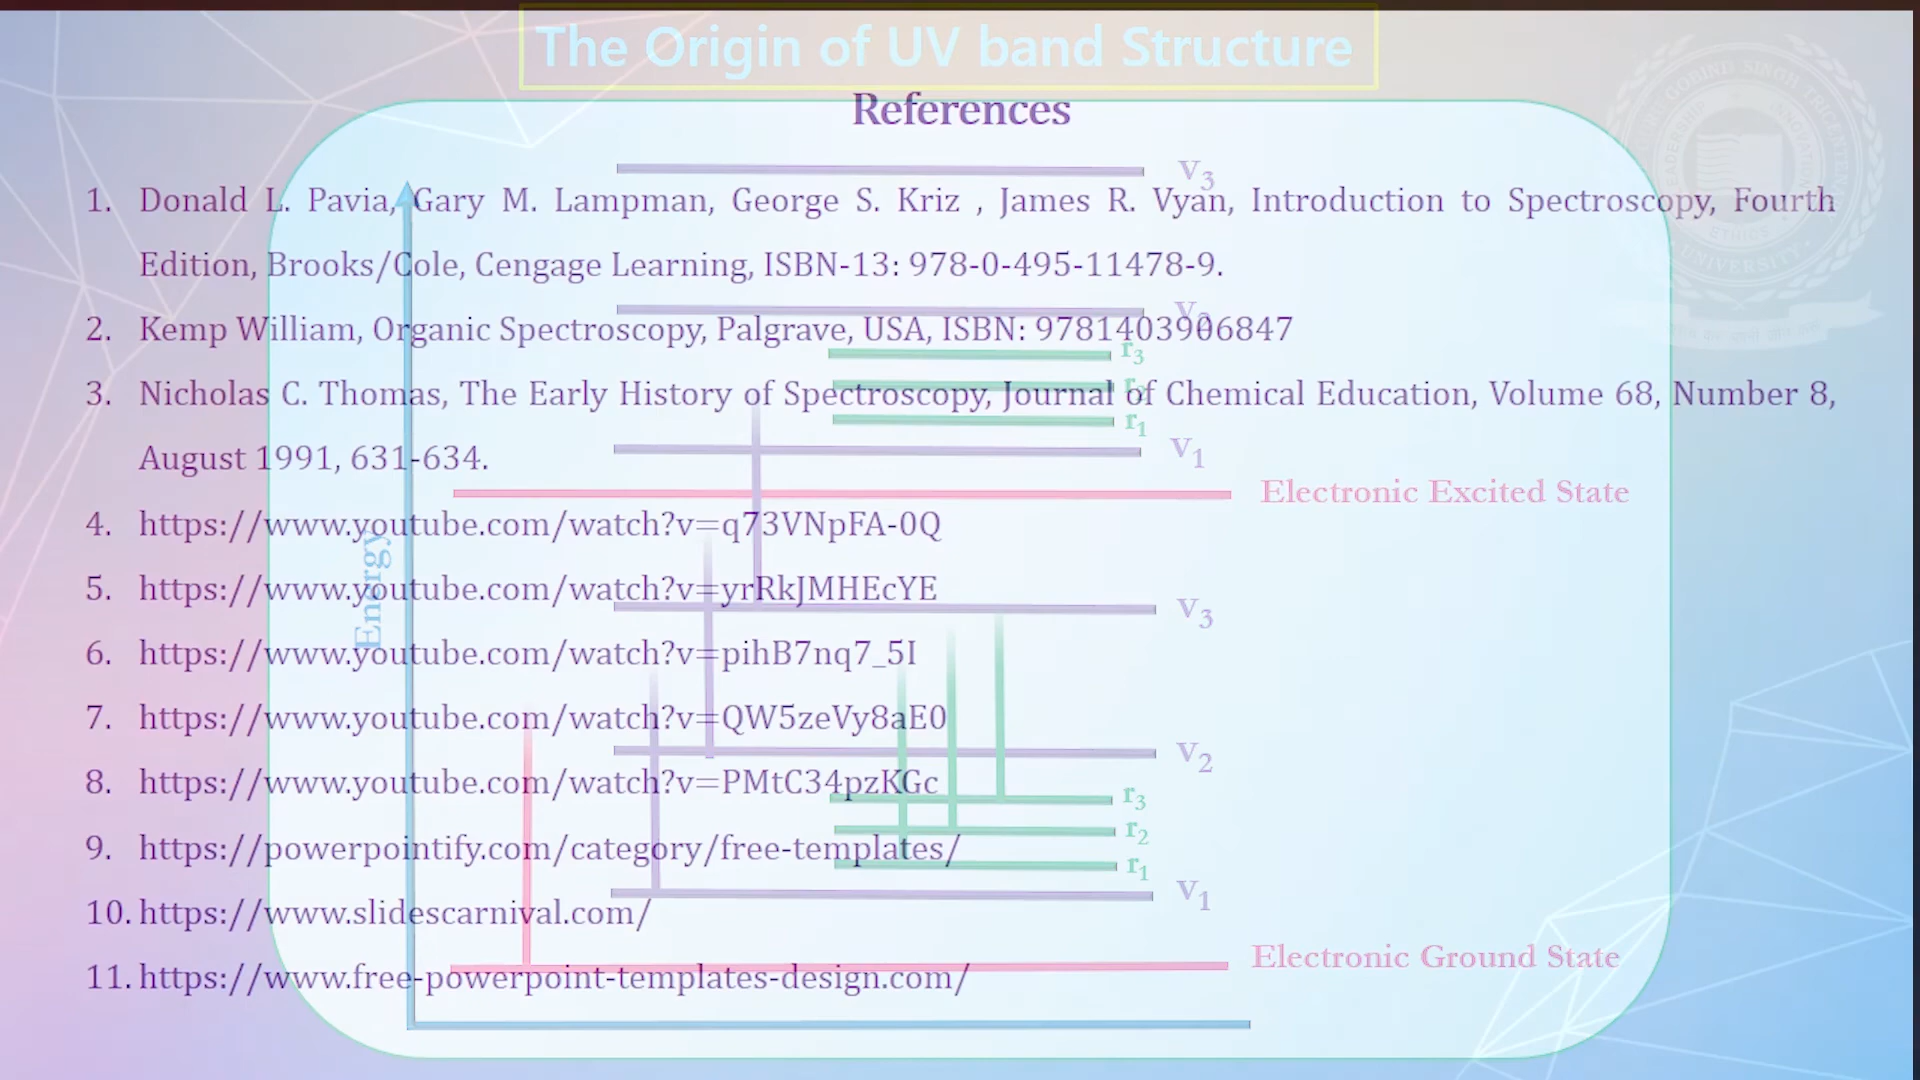 The Origin of UV band Structure
References
V3
1. Donald L. Pavia, Gary M. Lampman, George S. Kriz , James R. Vyan, Introduction to Spectroscopy, Fourth
Edition, Brooks/Cole, Cengage Learning, ISBN-13: 978-0-495-11478-9.
2. Kemp William, Organic Spectroscopy, Palgrave, USA, ISBN: 9781403906847
r3
3. Nicholas C. Thomas, The Early History of Spectroscopy, Journal of Chemical Education, Volume 68, Number 8,
r1
August 1991, 631-634.
V1
Electronic Excited State
4. https://www.youtube.com/watch?v=q73VNpFA-0Q
Energy
5. https://www.youtube.com/watch?v=yrRkJMHEcYE
V3
6. https://www.youtube.com/watch?v=pihB7nq7_5I
7. https://www.youtube.com/watch?v=QW5zeVy8aE0
V2
8. https://www.youtube.com/watch?v=PMtC34pzKGc
r3
r2
9. https://powerpointify.com/category/free-templates/
r1
V1
10. https://www.slidescarnival.com/
Electronic Ground State
11. https://www.free-powerpoint-templates-design.com/
GOBIND SINGH TRICENTENARY
ETHICS
UNIVERSITY